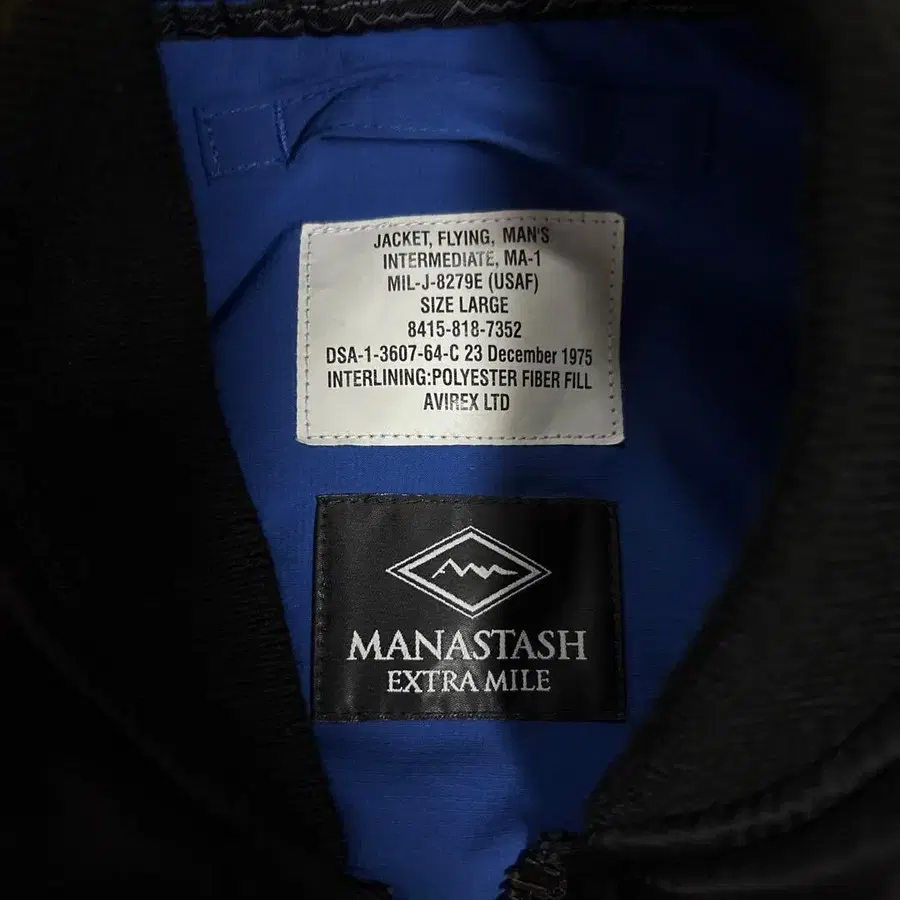 JACKET, FLYING, MAN'S
INTERMEDIATE, MA-1
MIL-J-8279E (USAF)
SIZE LARGE
8415-818-7352
DSA-1-3607-64-C 23 December 1975
INTERLINING:POLYESTER FIBER FILL
AVIREX LTD
MANASTASH
EXTRA MILE